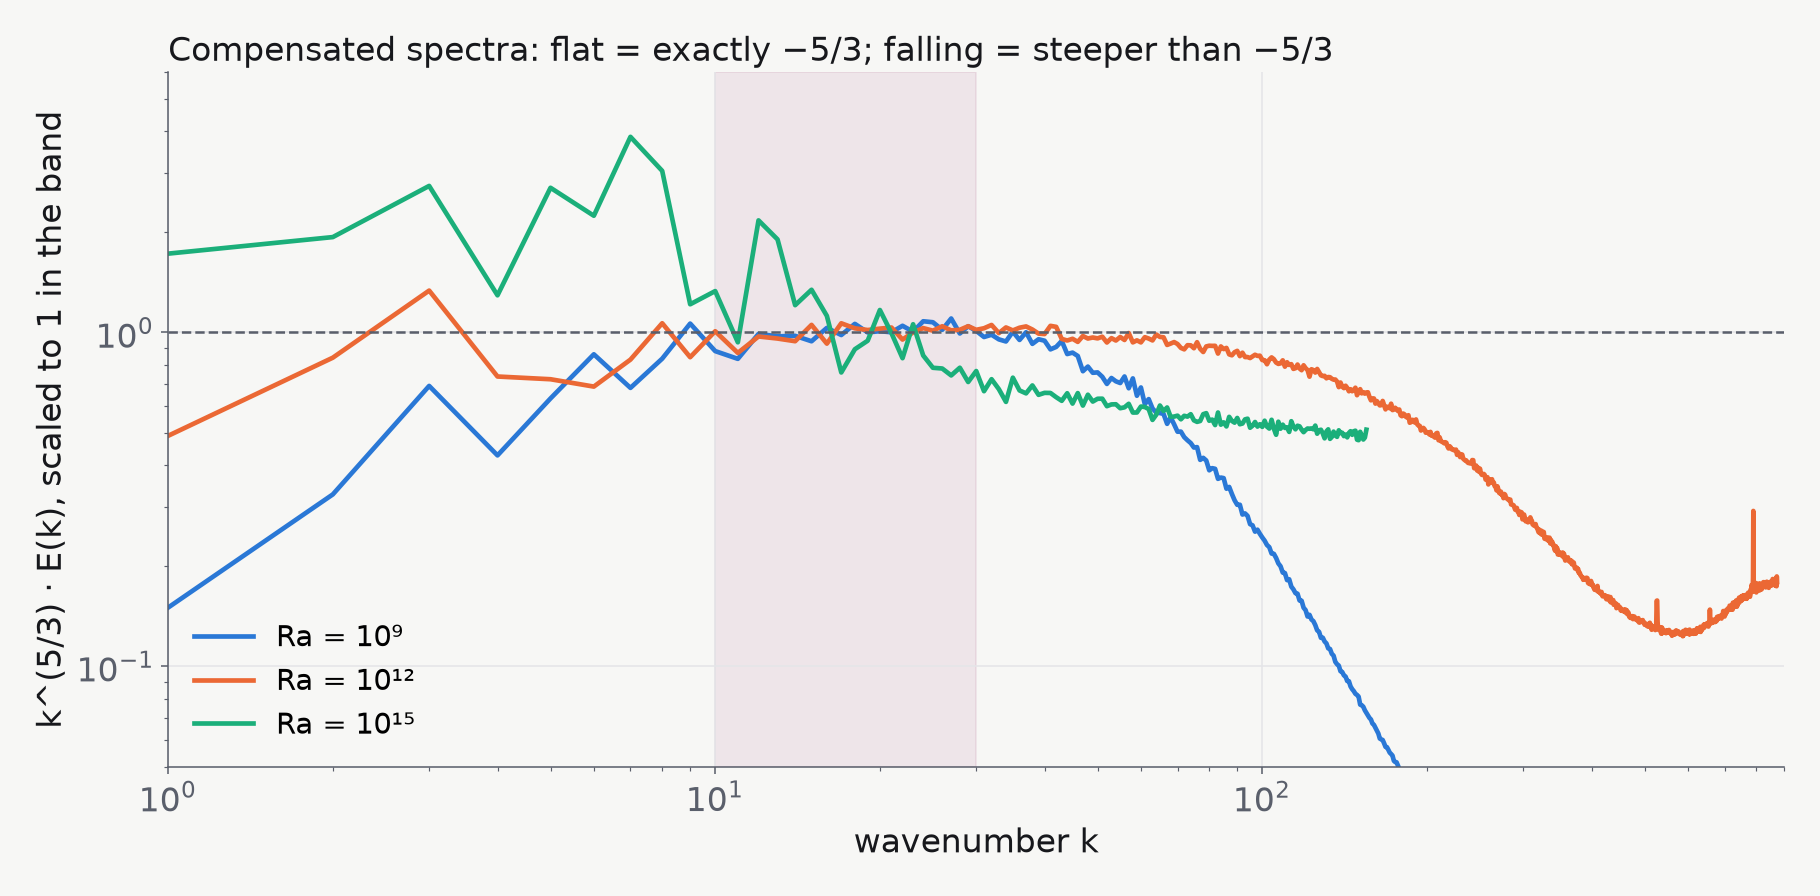 Compensated spectra: flat = exactly −5/3; falling = steeper than −5/3
k^(5/3) · E(k), scaled to 1 in the band
10⁰
10⁻¹
Ra = 10⁹
Ra = 10¹²
Ra = 10¹⁵
10⁰
10¹
10²
wavenumber k